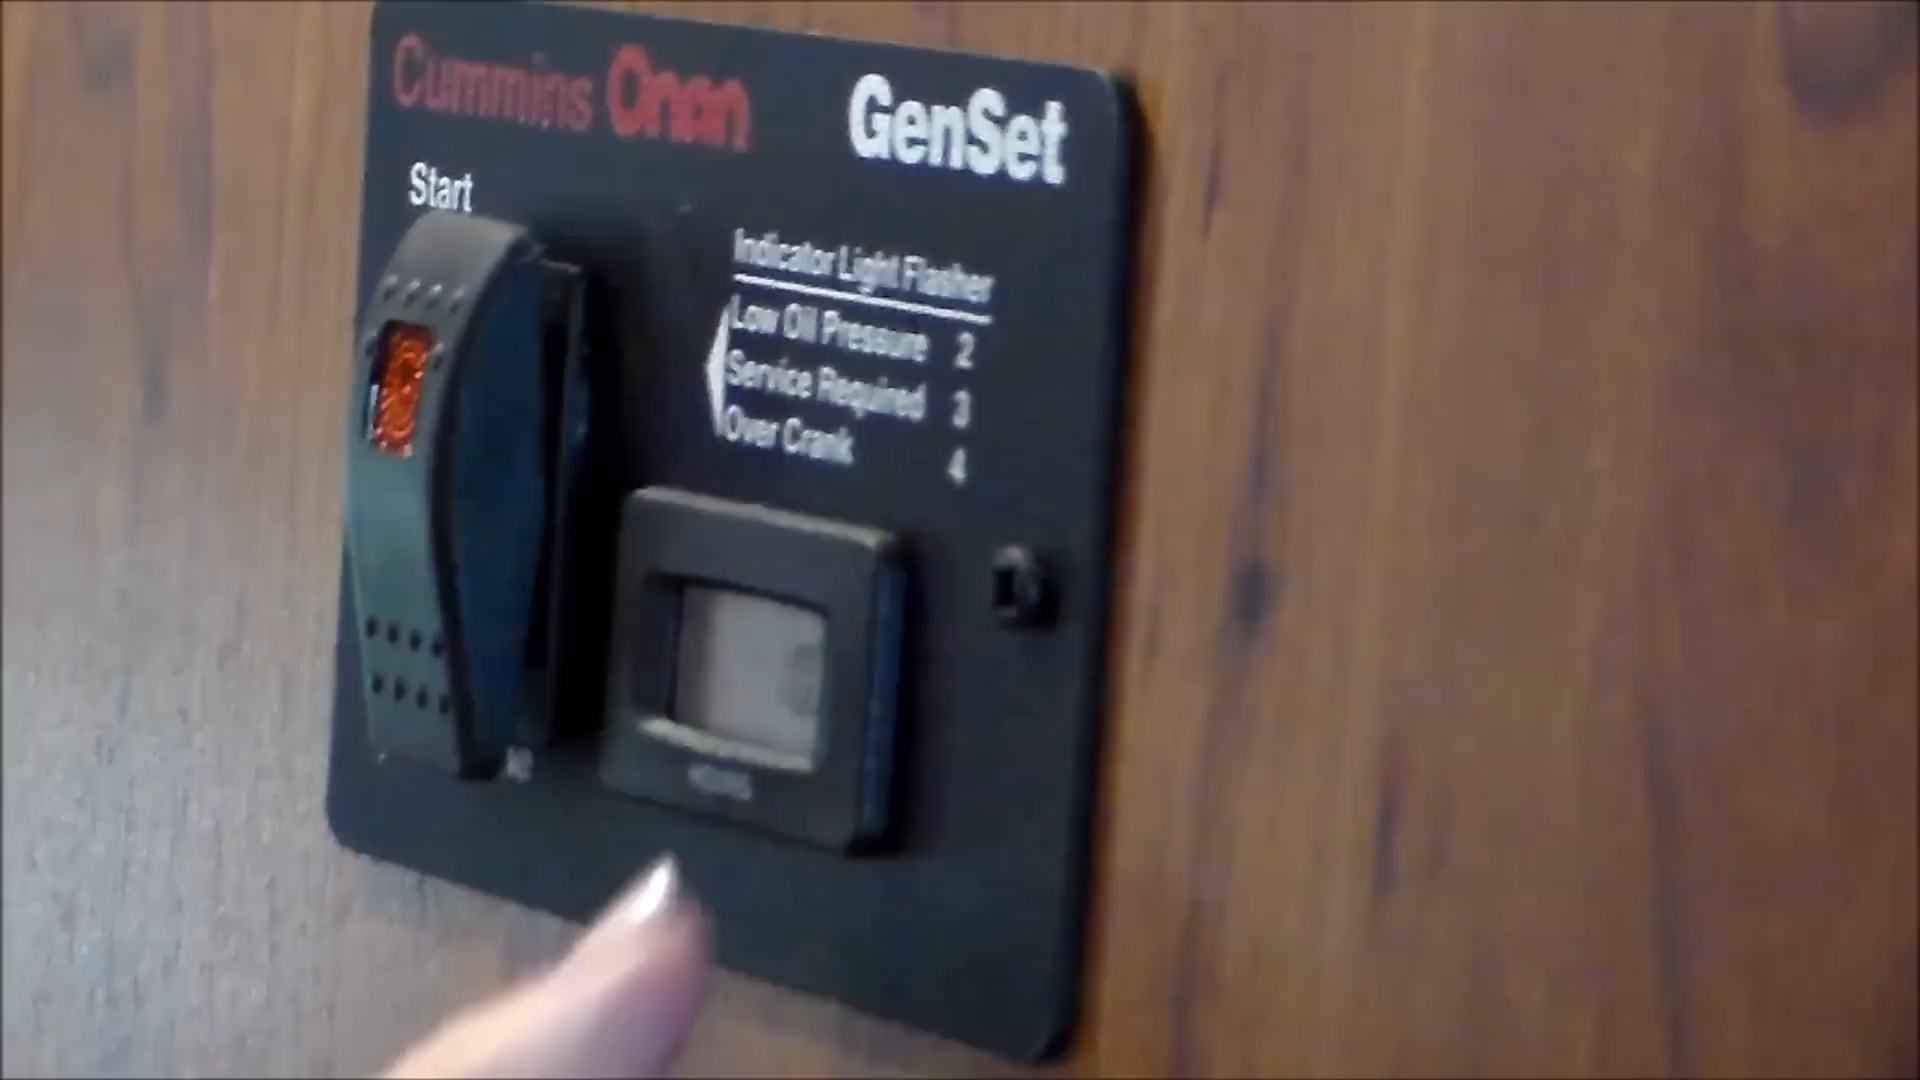 Cummins Onan GenSet
Start
Indicator Light Flasher
Low Oil Pressure 2
Service Required 3
Over Crank 4